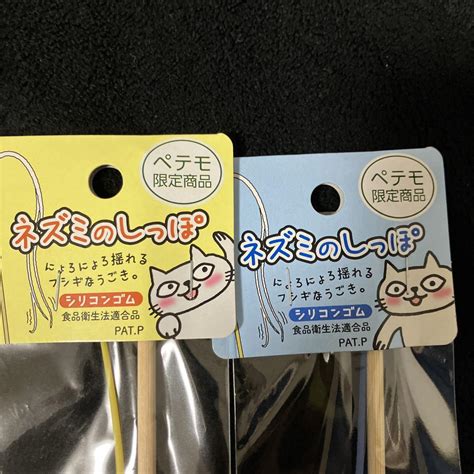 ペテモ
限定商品
ネズミのしっぽ
にょろにょろ揺れる
フシギなうごき。
シリコンゴム
食品衛生法適合品
PAT.P
ペテモ
限定商品
ネズミのしっぽ
にょろにょろ揺れる
フシギなうごき。
シリコンゴム
食品衛生法適合品
PAT.P